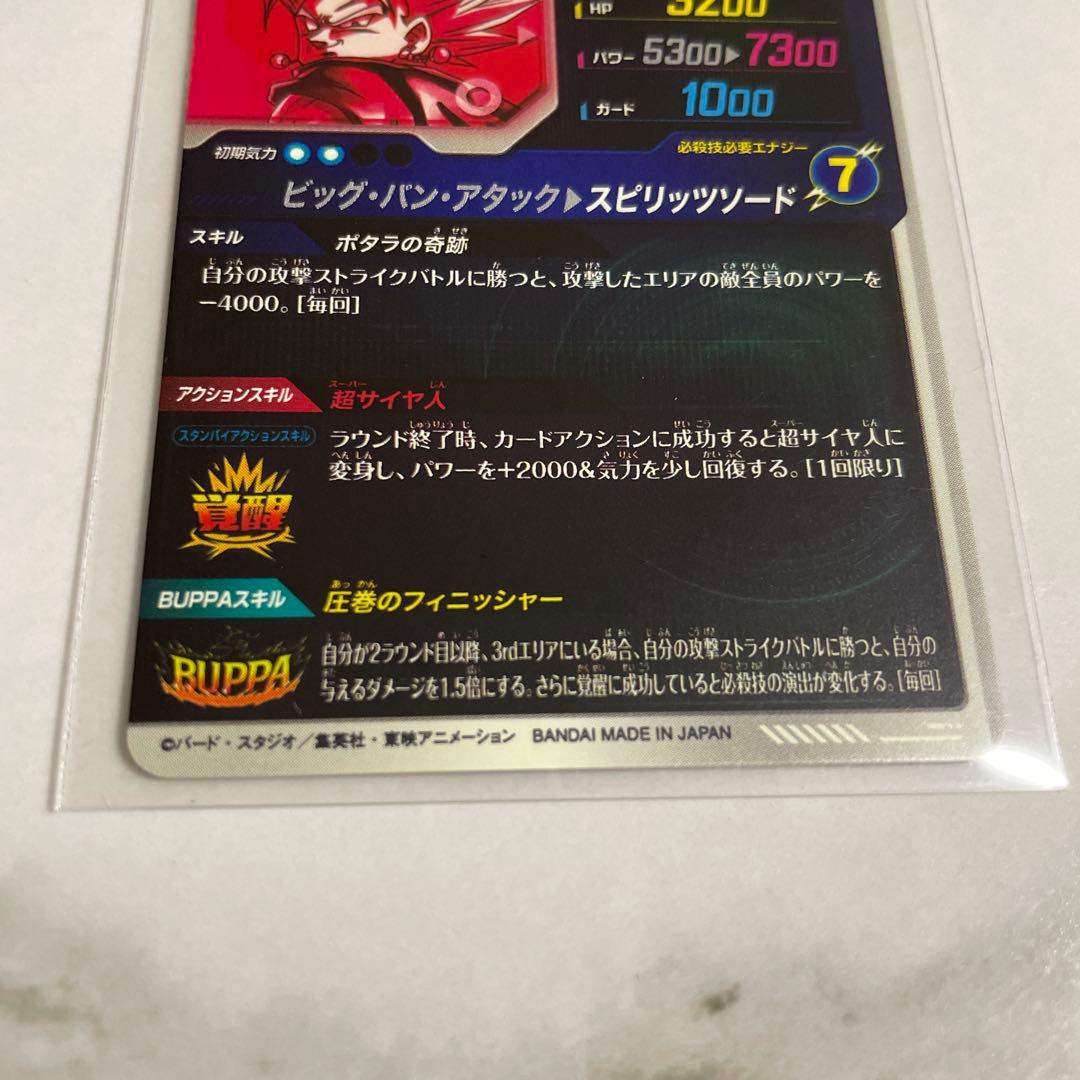 HP 3200
パワー 5300▶7300
ガード 1000
初期気力
必殺技必要エナジー 7
ビッグ・バン・アタック▶スピリッツソード
スキル ポタラの奇跡
自分の攻撃ストライクバトルに勝つと、攻撃したエリアの敵全員のパワーを
−4000。[毎回]
アクションスキル 超サイヤ人
スタンバイアクションスキル
ラウンド終了時、カードアクションに成功すると超サイヤ人に
変身し、パワーを+2000&気力を少し回復する。[1回限り]
覚醒
BUPPAスキル 圧巻のフィニッシャー
BUPPA
自分が2ラウンド目以降、3rdエリアにいる場合、自分の攻撃ストライクバトルに勝つと、自分の
与えるダメージを1.5倍にする。さらに覚醒に成功していると必殺技の演出が変化する。[毎回]
©バード・スタジオ/集英社・東映アニメーション BANDAI MADE IN JAPAN